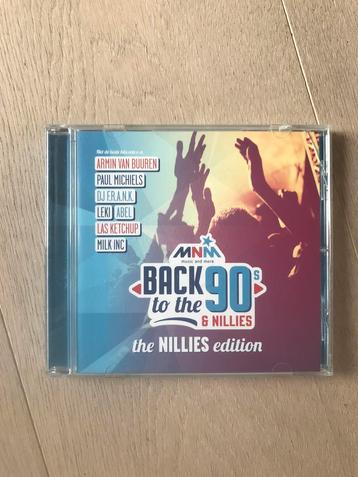 Met de beste hits van o.a.
ARMIN VAN BUUREN
PAUL MICHIELS
DJ F.R.A.N.K.
LEKI ABEL
LAS KETCHUP
MILK INC
MNM
music and more
BACK
to the
90s
& NILLIES
the NILLIES edition